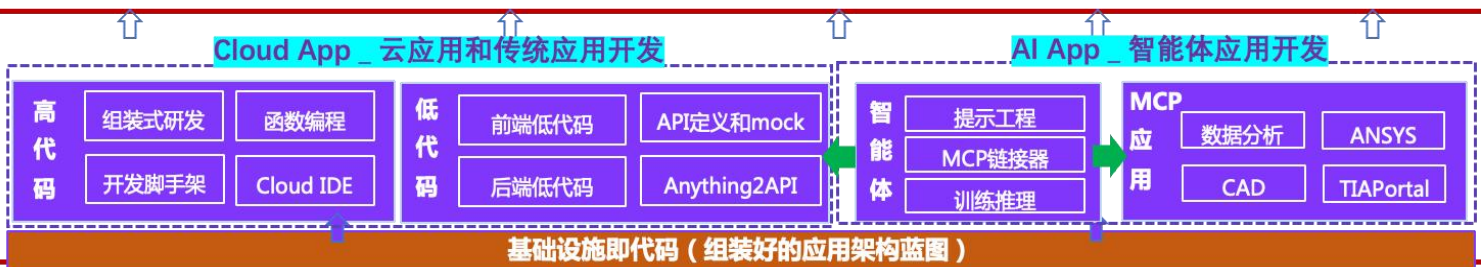 Cloud App _ 云应用和传统应用开发
AI App _ 智能体应用开发
高代码
组装式研发
函数编程
开发脚手架
Cloud IDE
低代码
前端低代码
API定义和mock
后端低代码
Anything2API
智能体
提示工程
MCP链接器
训练推理
MCP应用
数据分析
ANSYS
CAD
TIAPortal
基础设施即代码（组装好的应用架构蓝图）